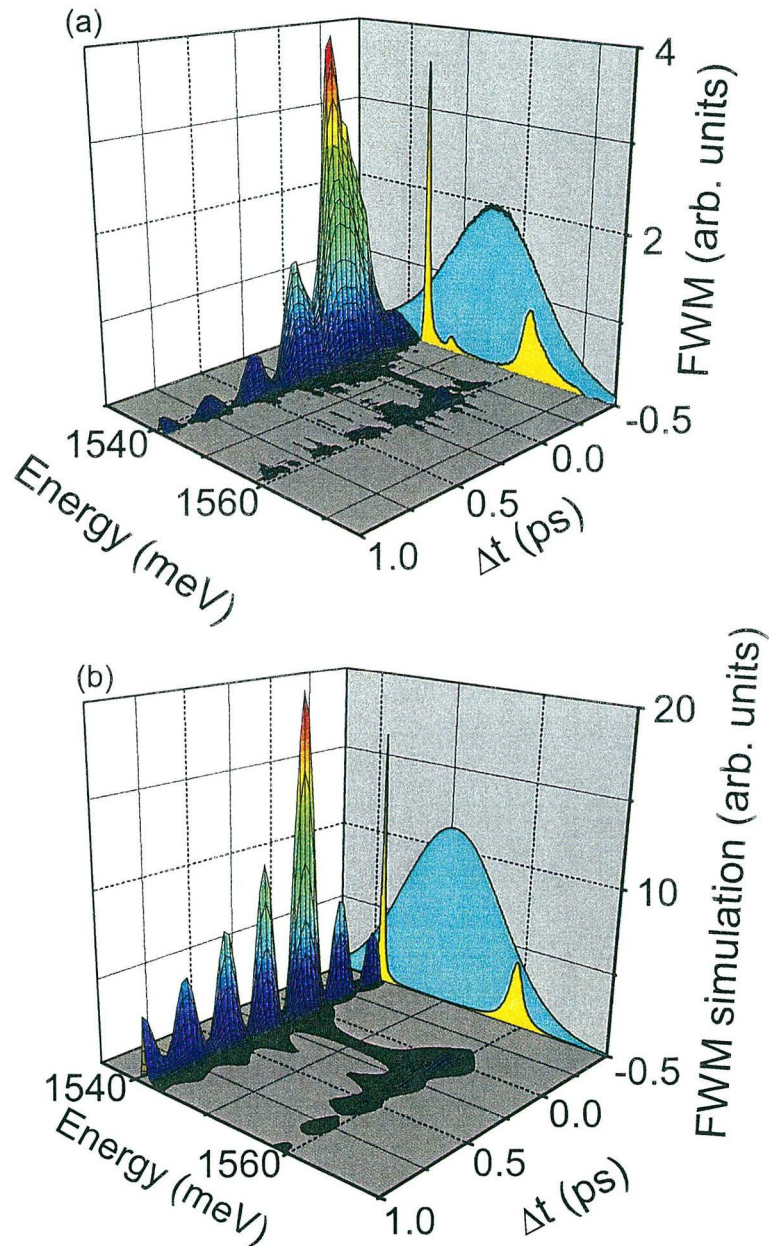 (a)
4
2
-0.5
0.0
0.5
1.0
1540
1560
FWM (arb. units)
Energy (meV)
Δt (ps)
(b)
20
10
-0.5
0.0
0.5
1.0
1540
1560
FWM simulation (arb. units)
Energy (meV)
Δt (ps)